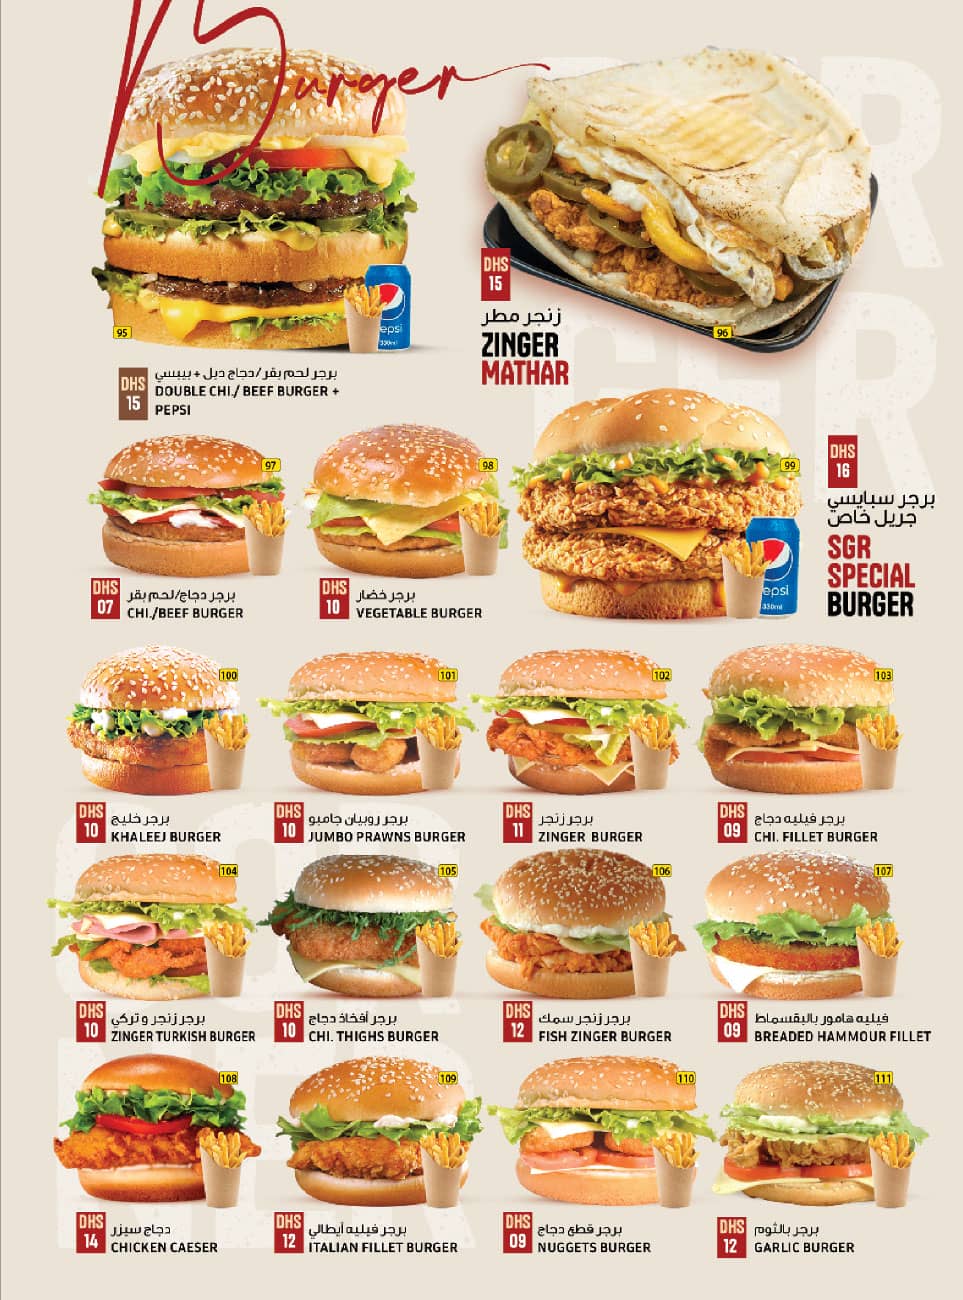 Burger
95
pepsi
330ml
DHS
15
برجر لحم بقر/دجاج دبل + بيبسي
DOUBLE CHI./ BEEF BURGER +
PEPSI
96
DHS
15
زنجر مطر
ZINGER
MATHAR
97
DHS
07
برجر دجاج/لحم بقر
CHI./BEEF BURGER
98
DHS
10
برجر خضار
VEGETABLE BURGER
99
pepsi
330ml
DHS
16
برجر سبايسي
جريل خاص
SGR
SPECIAL
BURGER
100
DHS
10
برجر خليج
KHALEEJ BURGER
101
DHS
10
برجر روبيان جامبو
JUMBO PRAWNS BURGER
102
DHS
11
برجر زنجر
ZINGER BURGER
103
DHS
09
برجر فيليه دجاج
CHI. FILLET BURGER
104
DHS
10
برجر زنجر و تركي
ZINGER TURKISH BURGER
105
DHS
10
برجر أفخاذ دجاج
CHI. THIGHS BURGER
106
DHS
12
برجر زنجر سمك
FISH ZINGER BURGER
107
DHS
09
فيليه هامور بالبقسماط
BREADED HAMMOUR FILLET
108
DHS
14
دجاج سيزر
CHICKEN CAESER
109
DHS
12
برجر فيليه أيطالي
ITALIAN FILLET BURGER
110
DHS
09
برجر قطع دجاج
NUGGETS BURGER
111
DHS
12
برجر بالثوم
GARLIC BURGER